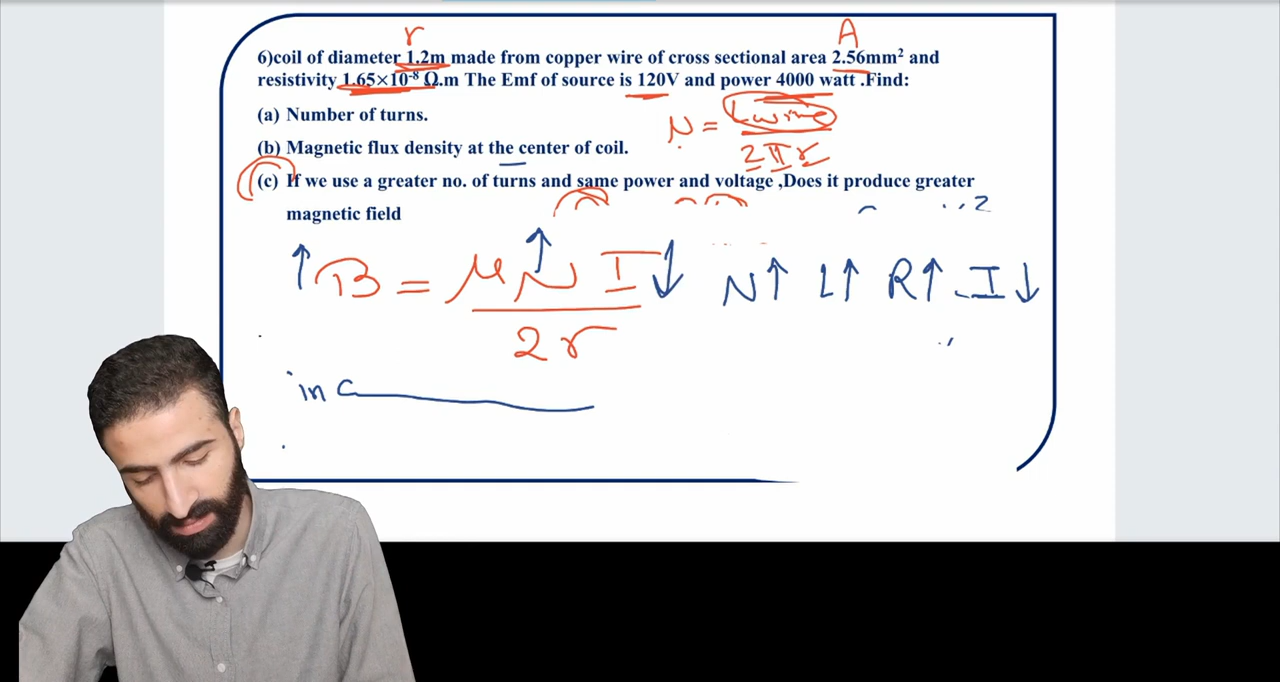 r
A
6)coil of diameter 1.2m made from copper wire of cross sectional area 2.56mm² and
resistivity 1.65×10⁻⁸ Ω.m The Emf of source is 120V and power 4000 watt .Find:
(a) Number of turns.
N = Lwire / 2πr
(b) Magnetic flux density at the center of coil.
(c) If we use a greater no. of turns and same power and voltage ,Does it produce greater
magnetic field
↑ B = μ N↑ I↓ / 2r N↑ L↑ R↑ I↓
in c